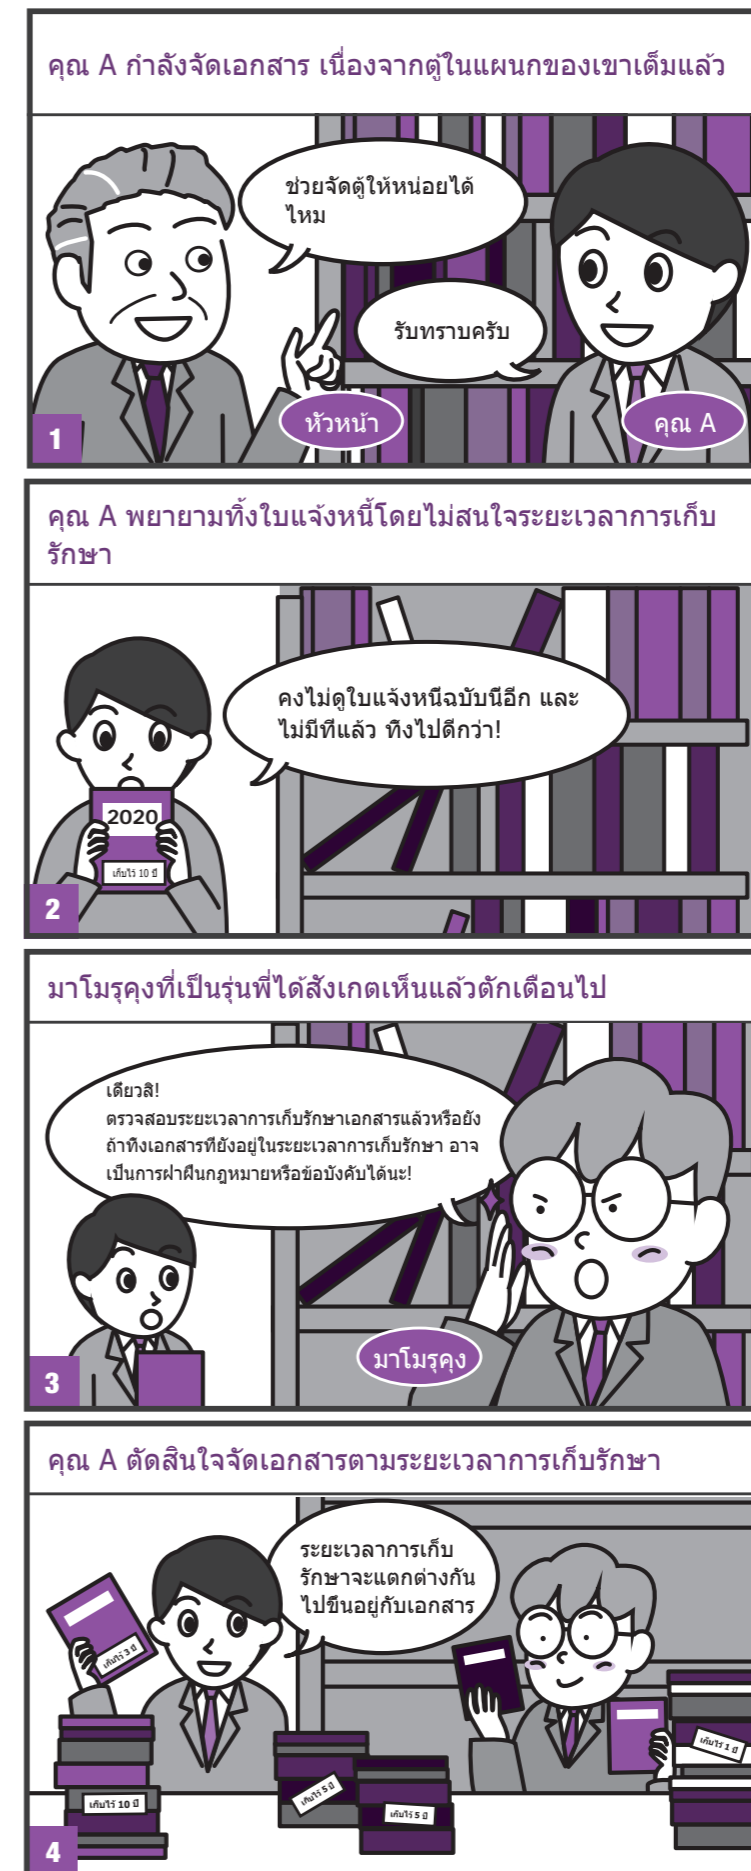 คุณ A กำลังจัดเอกสาร เนื่องจากตู้ในแผนกของเขาเต็มแล้ว
ช่วยจัดตู้ให้หน่อยได้
ไหม
รับทราบครับ
หัวหน้า
คุณ A
1
คุณ A พยายามทิ้งใบแจ้งหนี้โดยไม่สนใจระยะเวลาการเก็บ
รักษา
คงไม่ดูใบแจ้งหนีฉบับนีอีก และ
ไม่มีทีแล้ว ทิงไปดีกว่า!
2020
เก็บไว้ 10 ปี
2
มาโมรุคุงที่เป็นรุ่นพี่ได้สังเกตเห็นแล้วตักเตือนไป
เดียวสิ!
ตรวจสอบระยะเวลาการเก็บรักษาเอกสารแล้วหรือยัง
ถ้าทิงเอกสารทียังอยู่ในระยะเวลาการเก็บรักษา อาจ
เป็นการฝาฝืนกฎหมายหรือข้อบังคับได้นะ!
มาโมรุคุง
3
คุณ A ตัดสินใจจัดเอกสารตามระยะเวลาการเก็บรักษา
ระยะเวลาการเก็บ
รักษาจะแตกต่างกัน
ไปขึนอยู่กับเอกสาร
เก็บไว้ 3 ปี
เก็บไว้ 1 ปี
เก็บไว้ 10 ปี
เก็บไว้ 5 ปี
เก็บไว้ 5 ปี
4